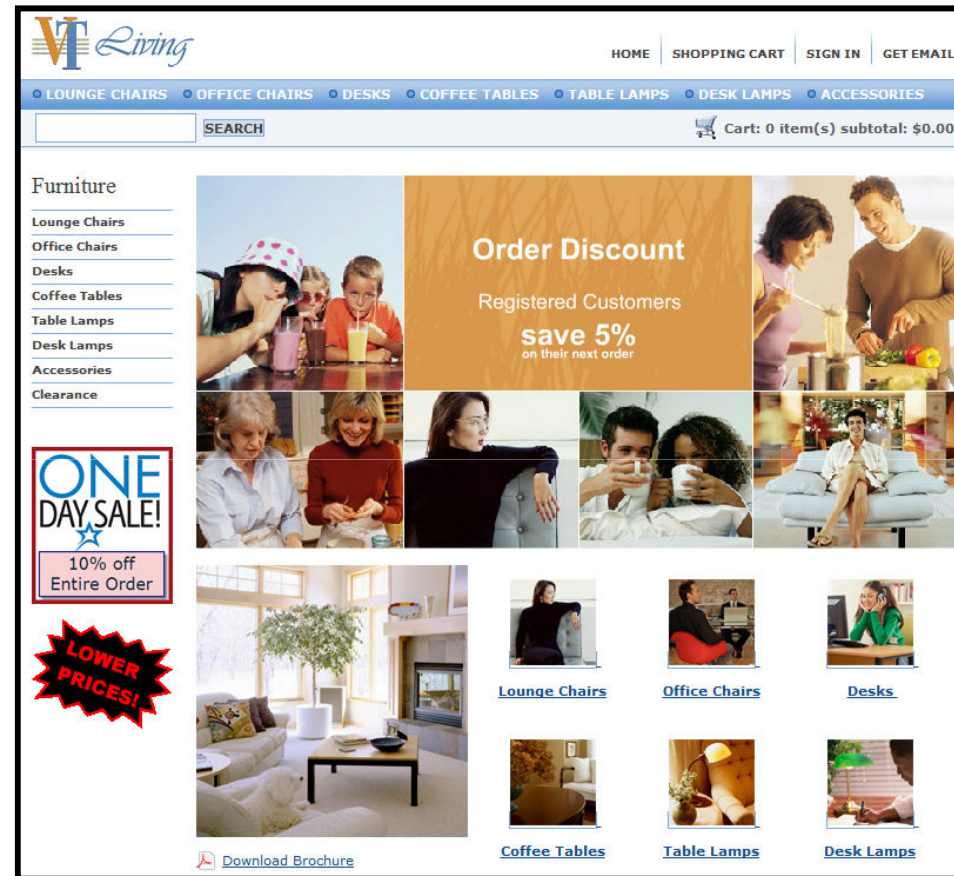 VT Living
HOME SHOPPING CART SIGN IN GET EMAIL
LOUNGE CHAIRS OFFICE CHAIRS DESKS COFFEE TABLES TABLE LAMPS DESK LAMPS ACCESSORIES
SEARCH Cart: 0 item(s) subtotal: $0.00
Furniture
Lounge Chairs
Office Chairs
Desks
Coffee Tables
Table Lamps
Desk Lamps
Accessories
Clearance
Order Discount
Registered Customers
save 5%
on their next order
ONE
DAY SALE!
10% off
Entire Order
LOWER
PRICES!
Lounge Chairs Office Chairs Desks
Coffee Tables Table Lamps Desk Lamps
Download Brochure